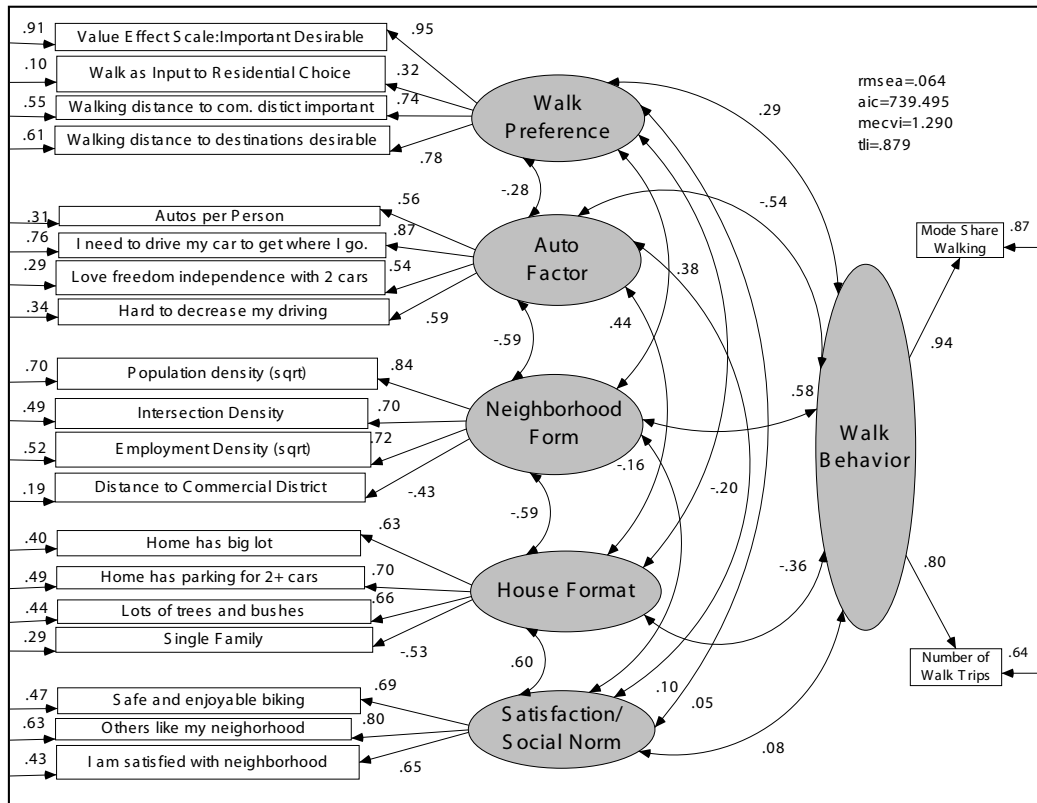 .91
Value Effect Scale:Important Desirable
.95
.10
Walk as Input to Residential Choice
.32
.55
Walking distance to com. distict important
.74
.61
Walking distance to destinations desirable
.78
Walk
Preference
.29
rmsea=.064
aic=739.495
mecvi=1.290
tli=.879
-.28
.31
Autos per Person
.56
.76
I need to drive my car to get where I go.
.87
.29
Love freedom independence with 2 cars
.54
.34
Hard to decrease my driving
.59
Auto
Factor
-.54
.38
.44
-.59
Mode Share
Walking
.87
.94
.70
Population density (sqrt)
.84
.49
Intersection Density
.70
.52
Employment Density (sqrt)
.72
.19
Distance to Commercial District
-.43
Neighborhood
Form
.58
-.16
-.20
-.59
Walk
Behavior
.40
Home has big lot
.63
.49
Home has parking for 2+ cars
.70
.44
Lots of trees and bushes
.66
.29
Single Family
-.53
House Format
-.36
.80
.60
Number of
Walk Trips
.64
.47
Safe and enjoyable biking
.69
.63
Others like my neighorhood
.80
.43
I am satisfied with neighborhood
.65
Satisfaction/
Social Norm
.10
.05
.08